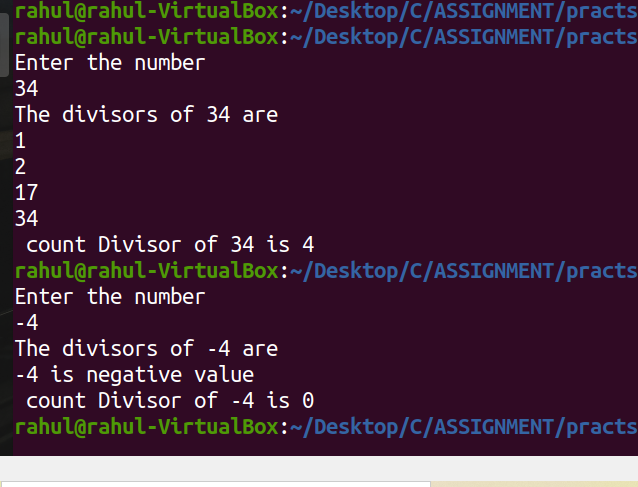 rahul@rahul-VirtualBox:~/Desktop/C/ASSIGNMENT/practs
rahul@rahul-VirtualBox:~/Desktop/C/ASSIGNMENT/practs
Enter the number
34
The divisors of 34 are
1
2
17
34
 count Divisor of 34 is 4
rahul@rahul-VirtualBox:~/Desktop/C/ASSIGNMENT/practs
Enter the number
-4
The divisors of -4 are
-4 is negative value
 count Divisor of -4 is 0
rahul@rahul-VirtualBox:~/Desktop/C/ASSIGNMENT/practs